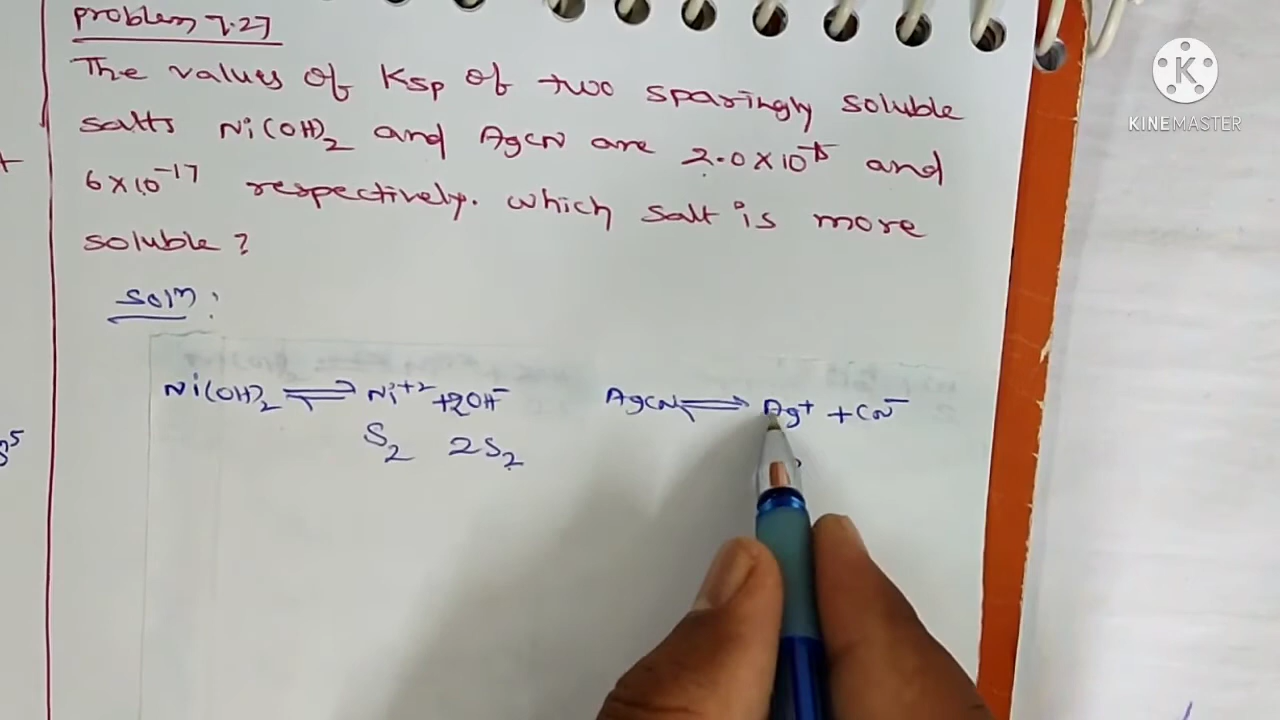 problem 7.27
The values of Ksp of two sparingly soluble
salts Ni(OH)₂ and AgCN are 2.0×10⁻¹⁵ and
6×10⁻¹⁷ respectively. which salt is more
soluble?
Soln:
Ni(OH)₂ ⇌ Ni⁺² + 2OH⁻
S₂ 2S₂
AgCN ⇌ Ag⁺ + CN⁻
KINEMASTER